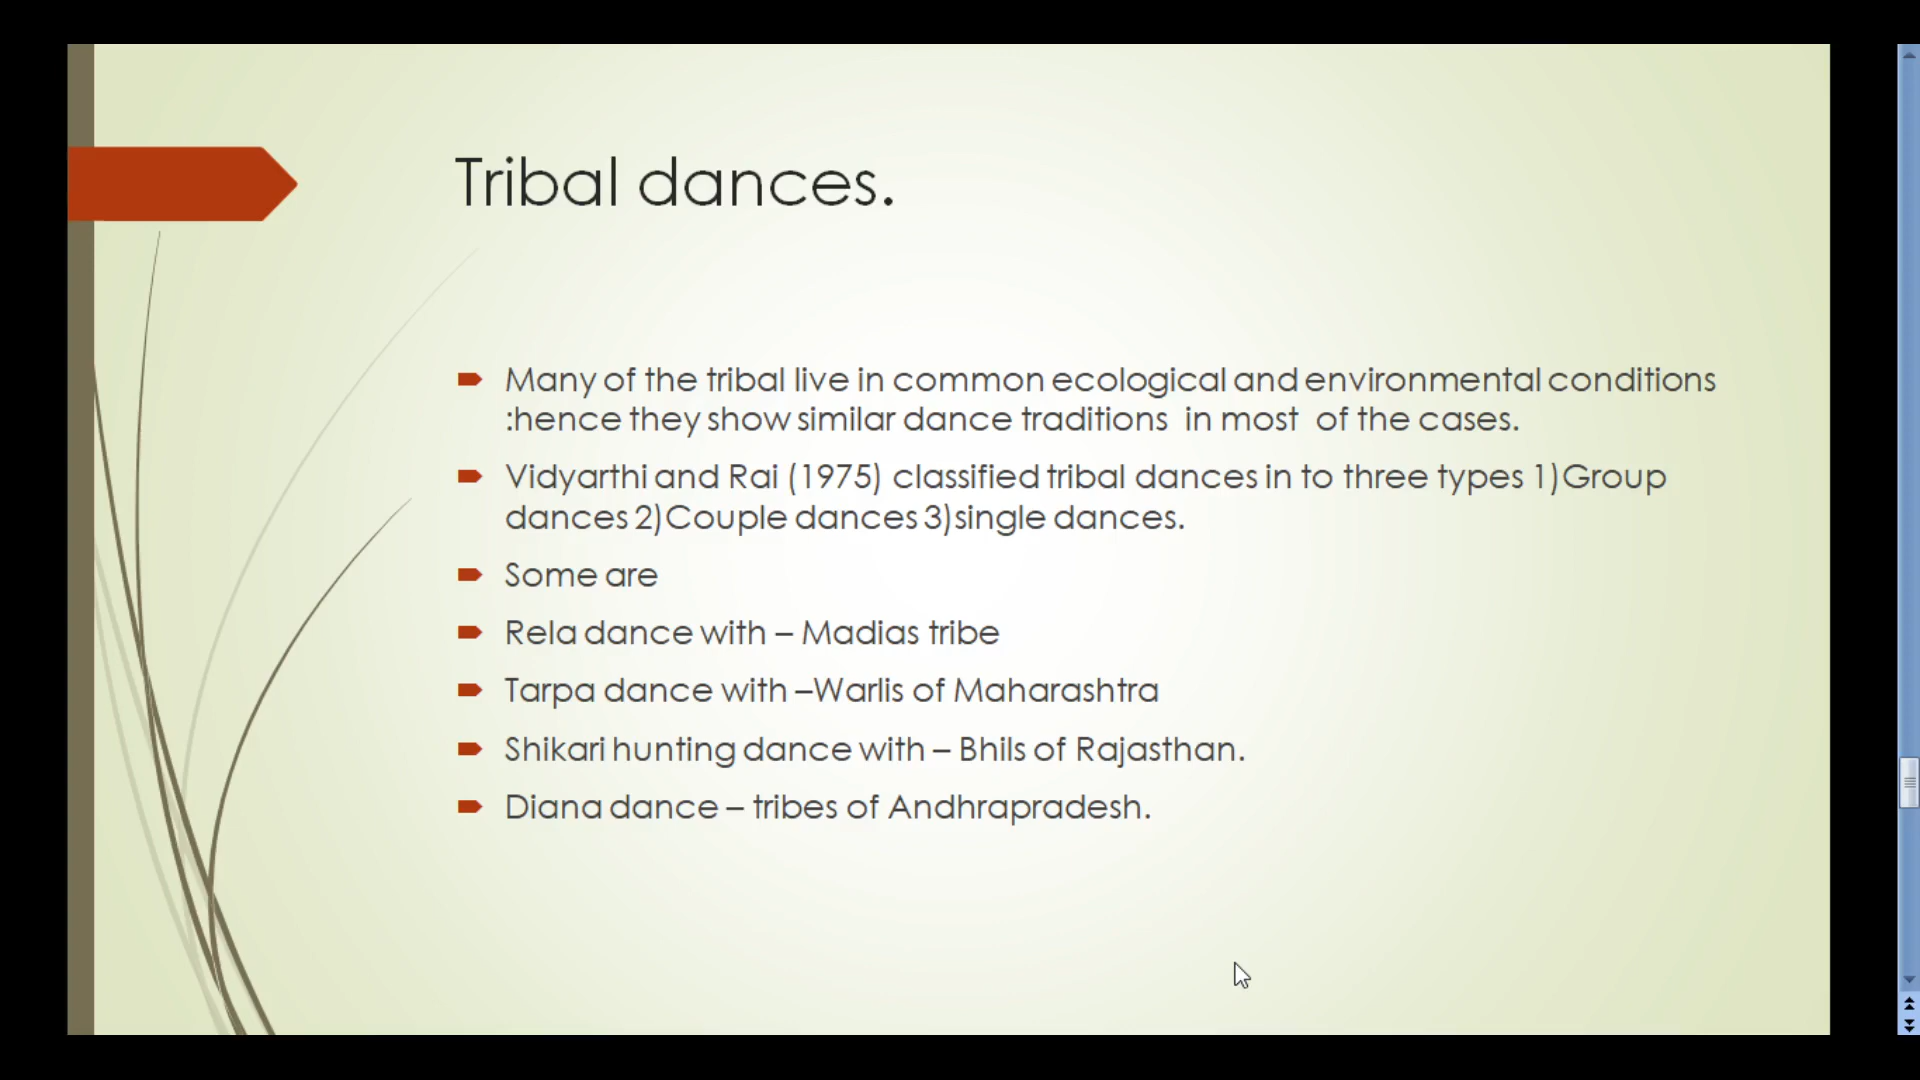 Tribal dances.
Many of the tribal live in common ecological and environmental conditions
:hence they show similar dance traditions in most of the cases.
Vidyarthi and Rai (1975) classified tribal dances in to three types 1)Group
dances 2)Couple dances 3)single dances.
Some are
Rela dance with – Madias tribe
Tarpa dance with –Warlis of Maharashtra
Shikari hunting dance with – Bhils of Rajasthan.
Diana dance – tribes of Andhrapradesh.